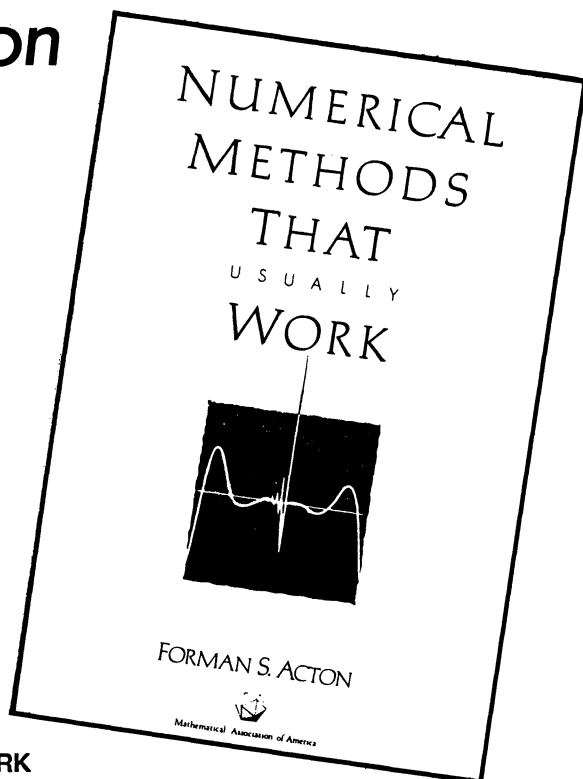 on
NUMERICAL
METHODS
THAT
USUALLY
WORK
FORMAN S. ACTON
Mathematical Association of America
RK